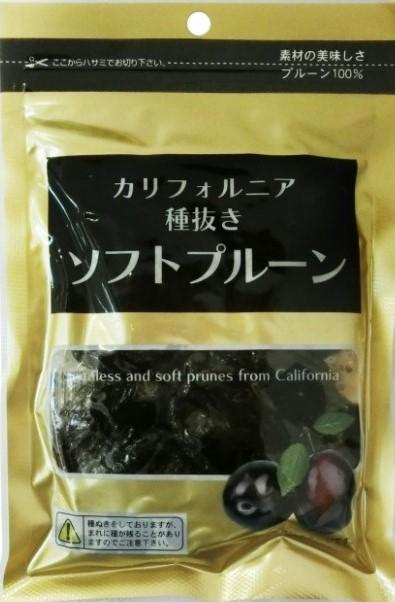 素材の美味しさ
ここからハサミでお切り下さい。
プルーン100%
カリフォルニア
種抜き
ソフトプルーン
and soft prunes from California
種ぬきをしておりますが、
まれに種が残ることがあり
ますのでご注意下さい。